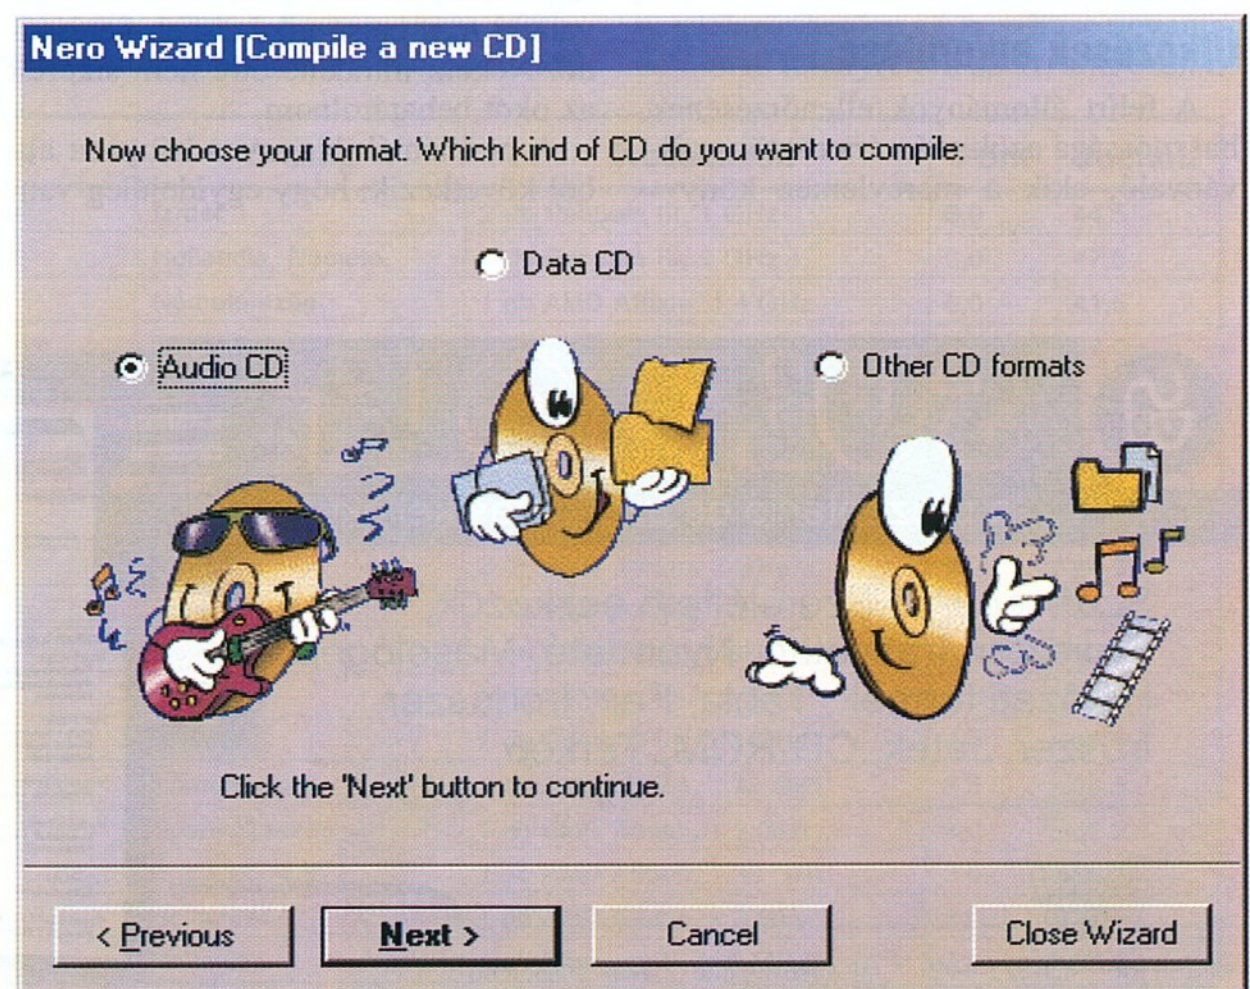 Nero Wizard [Compile a new CD]
Now choose your format. Which kind of CD do you want to compile:
Data CD
Audio CD
Other CD formats
Click the 'Next' button to continue.
< Previous
Next >
Cancel
Close Wizard